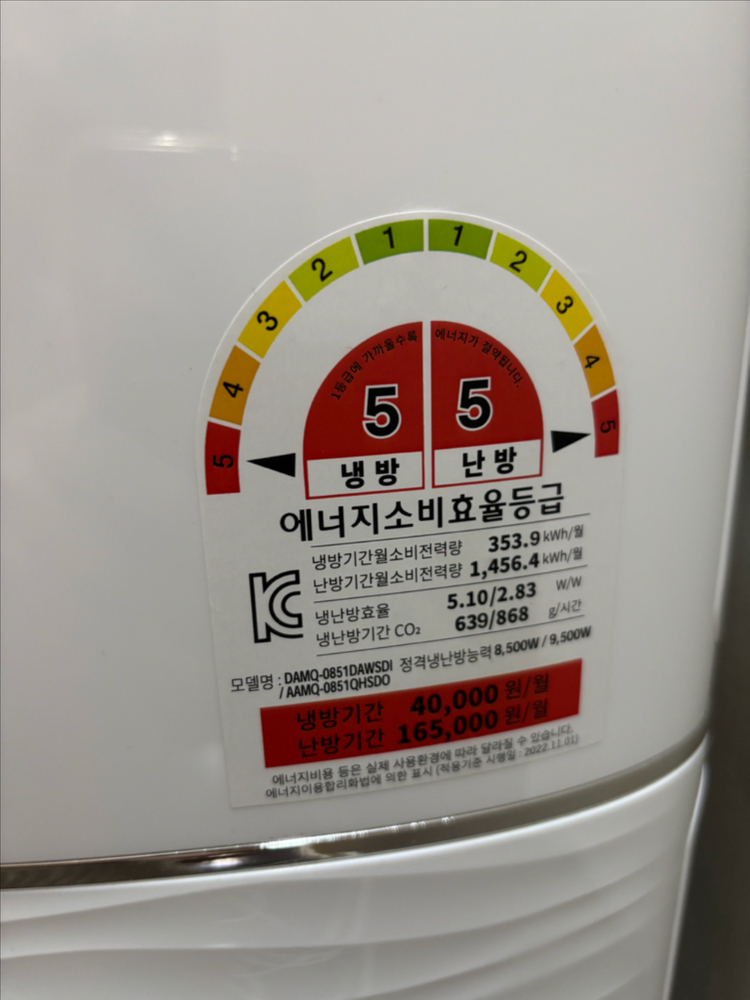 1 1
2 2
3 3
4 4
5 5
1등급에 가까울수록 에너지가 절약됩니다.
5 5
냉방 난방
에너지소비효율등급
냉방기간월소비전력량 353.9 kWh/월
난방기간월소비전력량 1,456.4 kWh/월
냉난방효율 5.10/2.83 W/W
냉난방기간 CO₂ 639/868 g/시간
모델명 : DAMQ-0851DAWSDI / AAMQ-0851QHSDO 정격냉난방능력 8,500W / 9,500W
냉방기간 40,000 원/월
난방기간 165,000 원/월
에너지비용 등은 실제 사용환경에 따라 달라질 수 있습니다.
에너지이용합리화법에 의한 표시 (적용기준 시행일 : 2022.11.01)